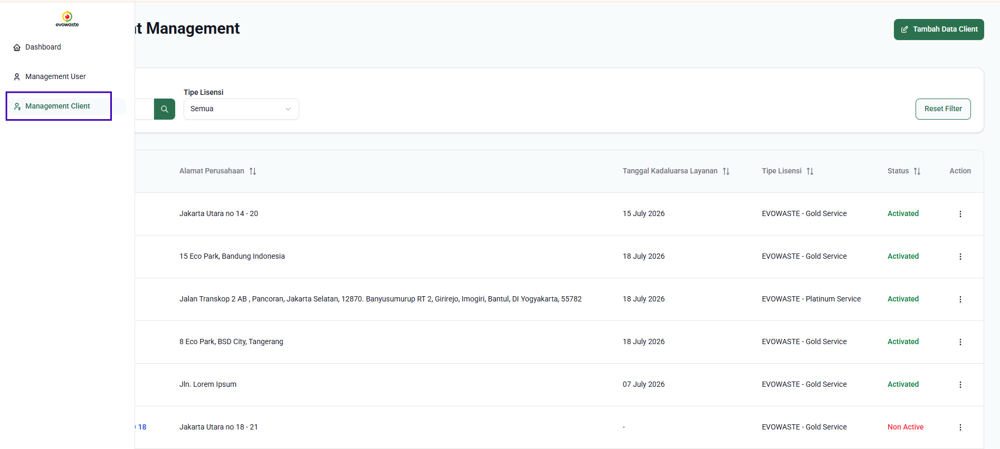 evowaste
Dashboard
Management User
Management Client
t Management
Tambah Data Client
Tipe Lisensi
Semua
Reset Filter
Alamat Perusahaan Tanggal Kadaluarsa Layanan Tipe Lisensi Status Action
Jakarta Utara no 14 - 20 15 July 2026 EVOWASTE - Gold Service Activated
15 Eco Park, Bandung Indonesia 18 July 2026 EVOWASTE - Gold Service Activated
Jalan Transkop 2 AB , Pancoran, Jakarta Selatan, 12870. Banyusumurup RT 2, Girirejo, Imogiri, Bantul, DI Yogyakarta, 55782 18 July 2026 EVOWASTE - Platinum Service Activated
8 Eco Park, BSD City, Tangerang 18 July 2026 EVOWASTE - Gold Service Activated
Jln. Lorem Ipsum 07 July 2026 EVOWASTE - Gold Service Activated
18 Jakarta Utara no 18 - 21 - EVOWASTE - Gold Service Non Active